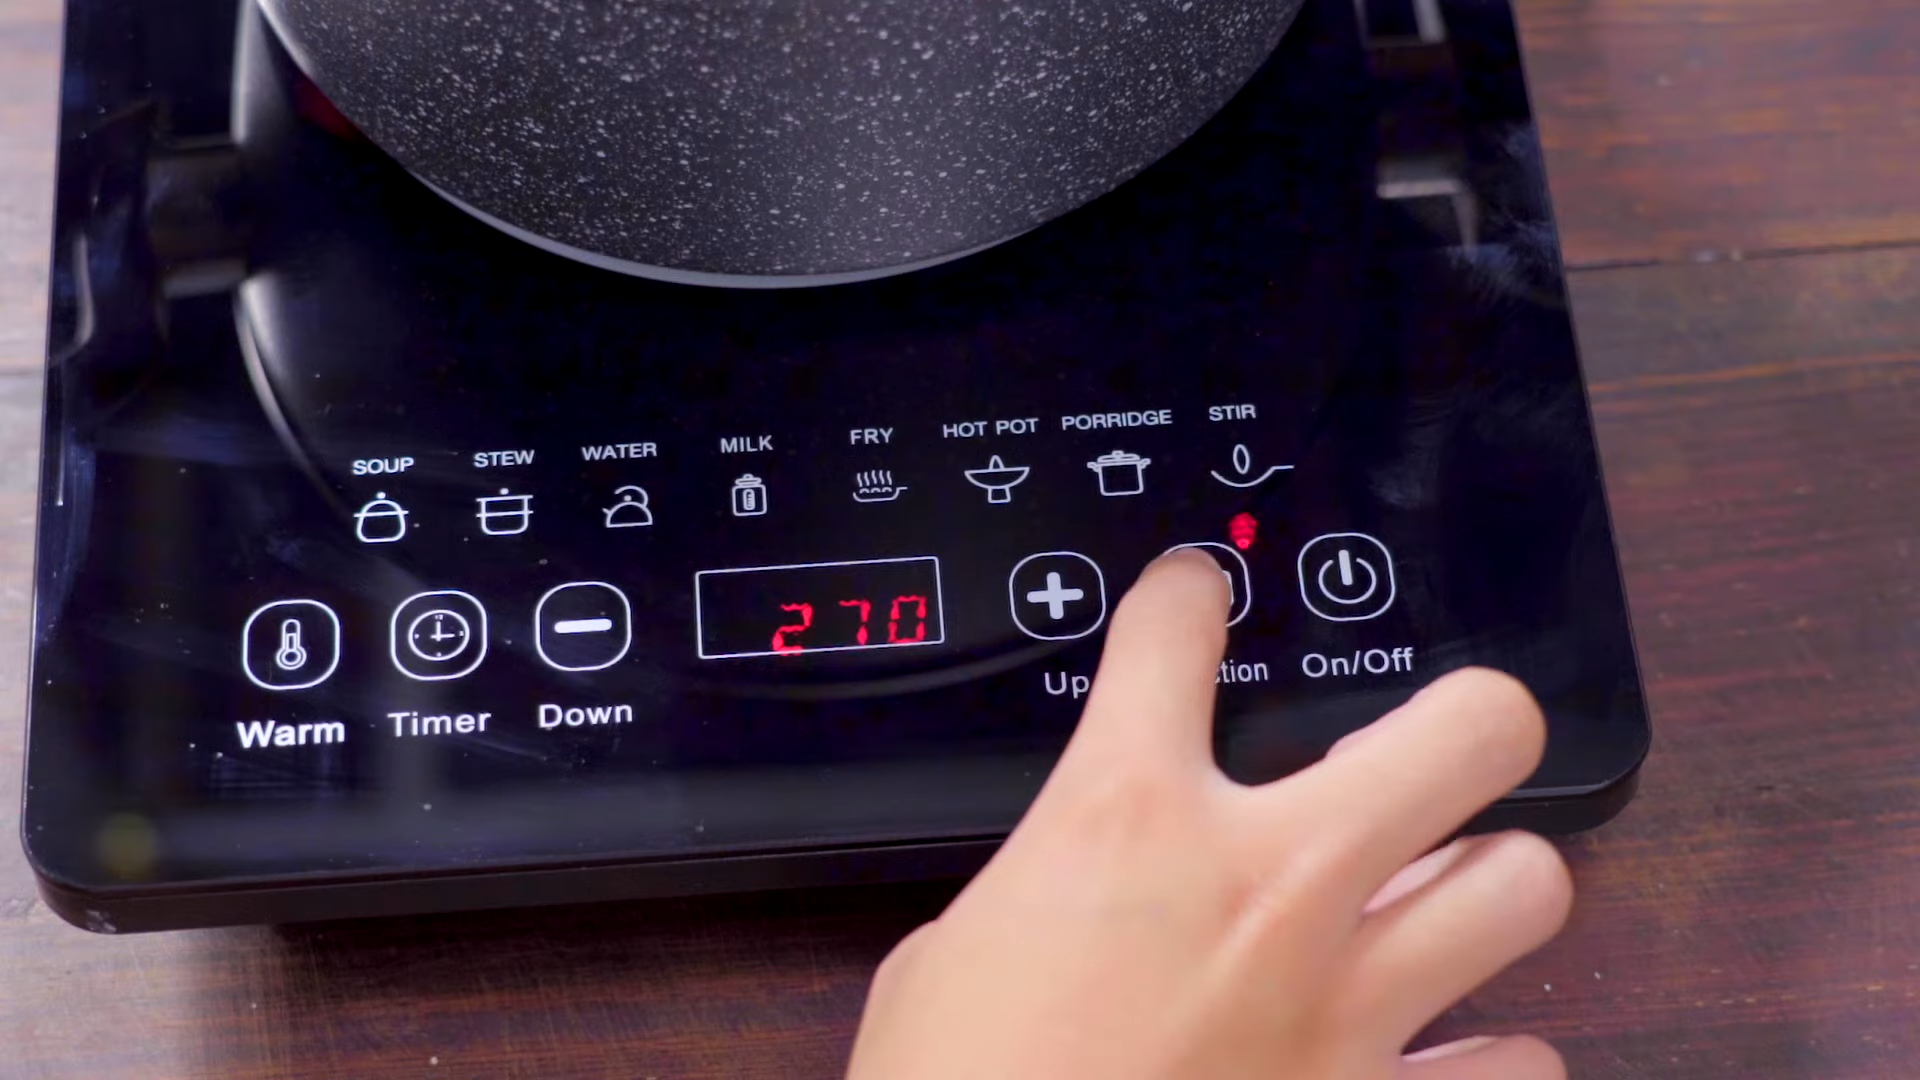 SOUP STEW WATER MILK FRY HOT POT PORRIDGE STIR
270
Warm Timer Down Up tion On/Off